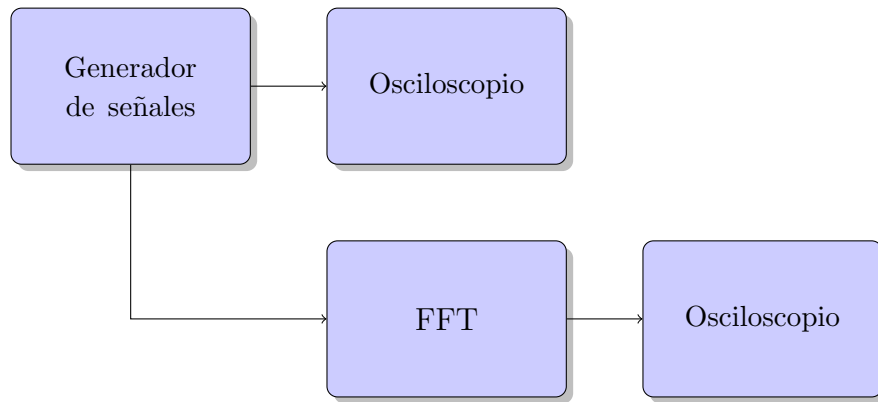 Generador
de señales
Osciloscopio
FFT
Osciloscopio